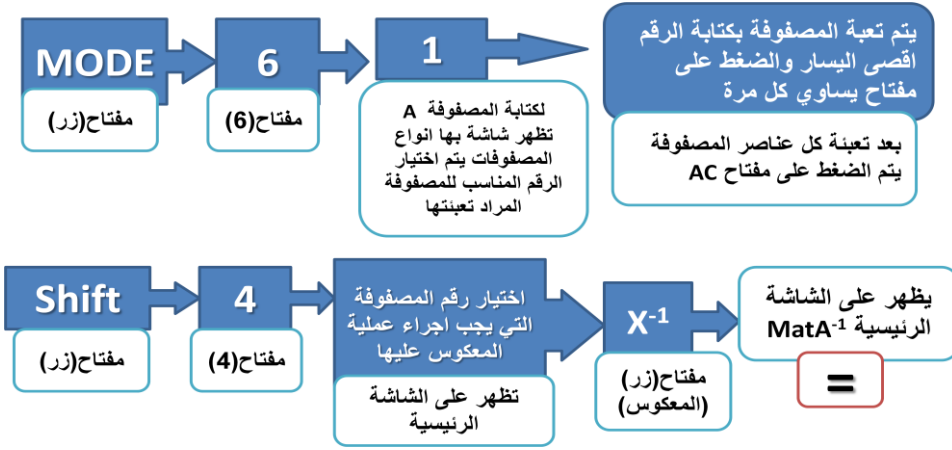 MODE
مفتاح(زر)
6
مفتاح(6)
1
لكتابة المصفوفة A
تظهر شاشة بها انواع
المصفوفات يتم اختيار
الرقم المناسب للمصفوفة
المراد تعبئتها
يتم تعبة المصفوفة بكتابة الرقم
اقصى اليسار والضغط على
مفتاح يساوي كل مرة
بعد تعبئة كل عناصر المصفوفة
يتم الضغط على مفتاح AC
Shift
مفتاح(زر)
4
مفتاح(4)
اختيار رقم المصفوفة
التي يجب اجراء عملية
المعكوس عليها
تظهر على الشاشة
الرئيسية
X⁻¹
مفتاح(زر)
(المعكوس)
يظهر على الشاشة
الرئيسية MatA⁻¹
=